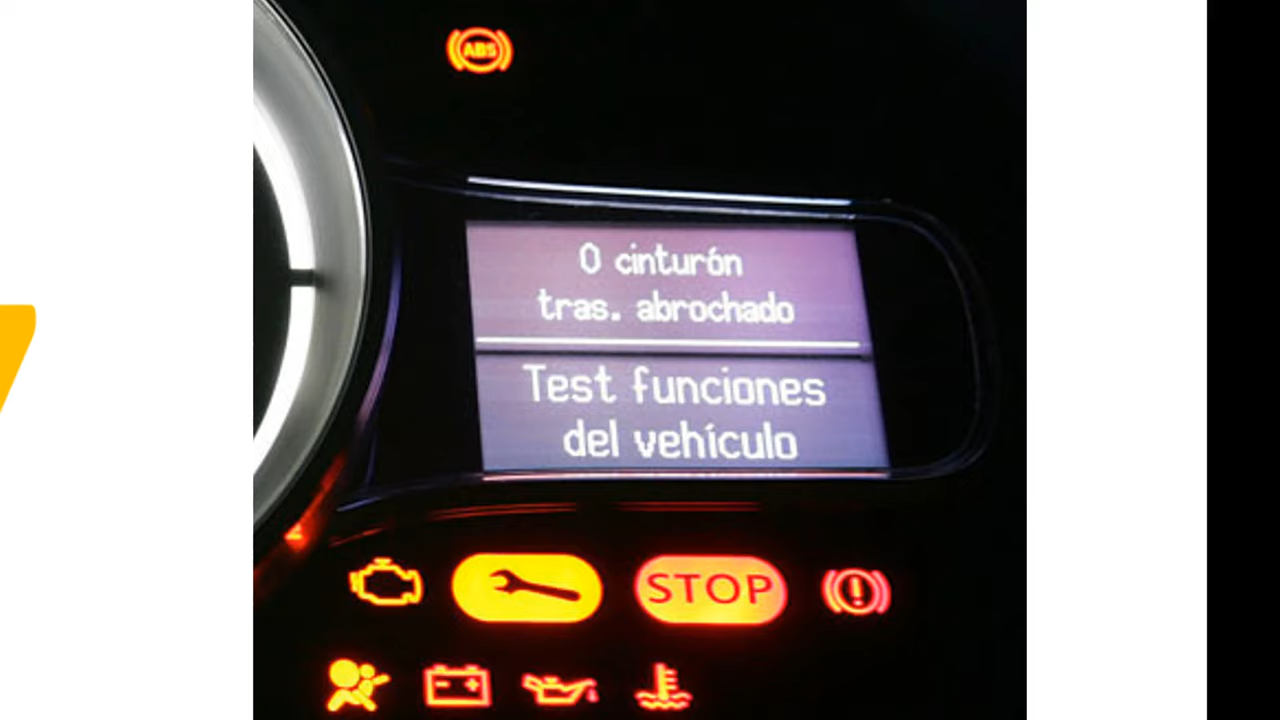 ABS
0 cinturón
tras. abrochado
Test funciones
del vehículo
STOP